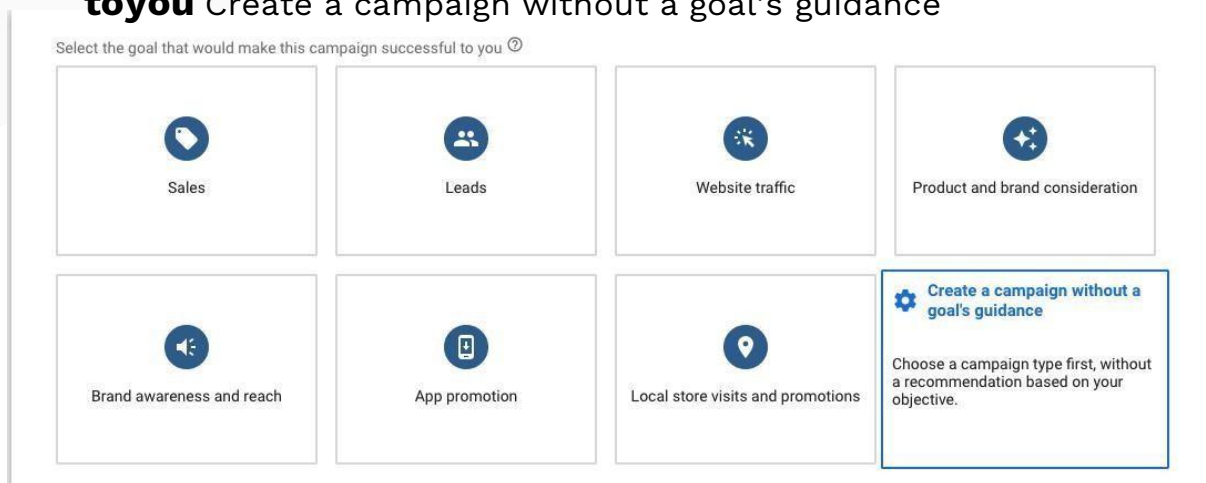 toyou Create a campaign without a goal's guidance
Select the goal that would make this campaign successful to you
Sales
Leads
Website traffic
Product and brand consideration
Brand awareness and reach
App promotion
Local store visits and promotions
Create a campaign without a
goal's guidance
Choose a campaign type first, without
a recommendation based on your
objective.